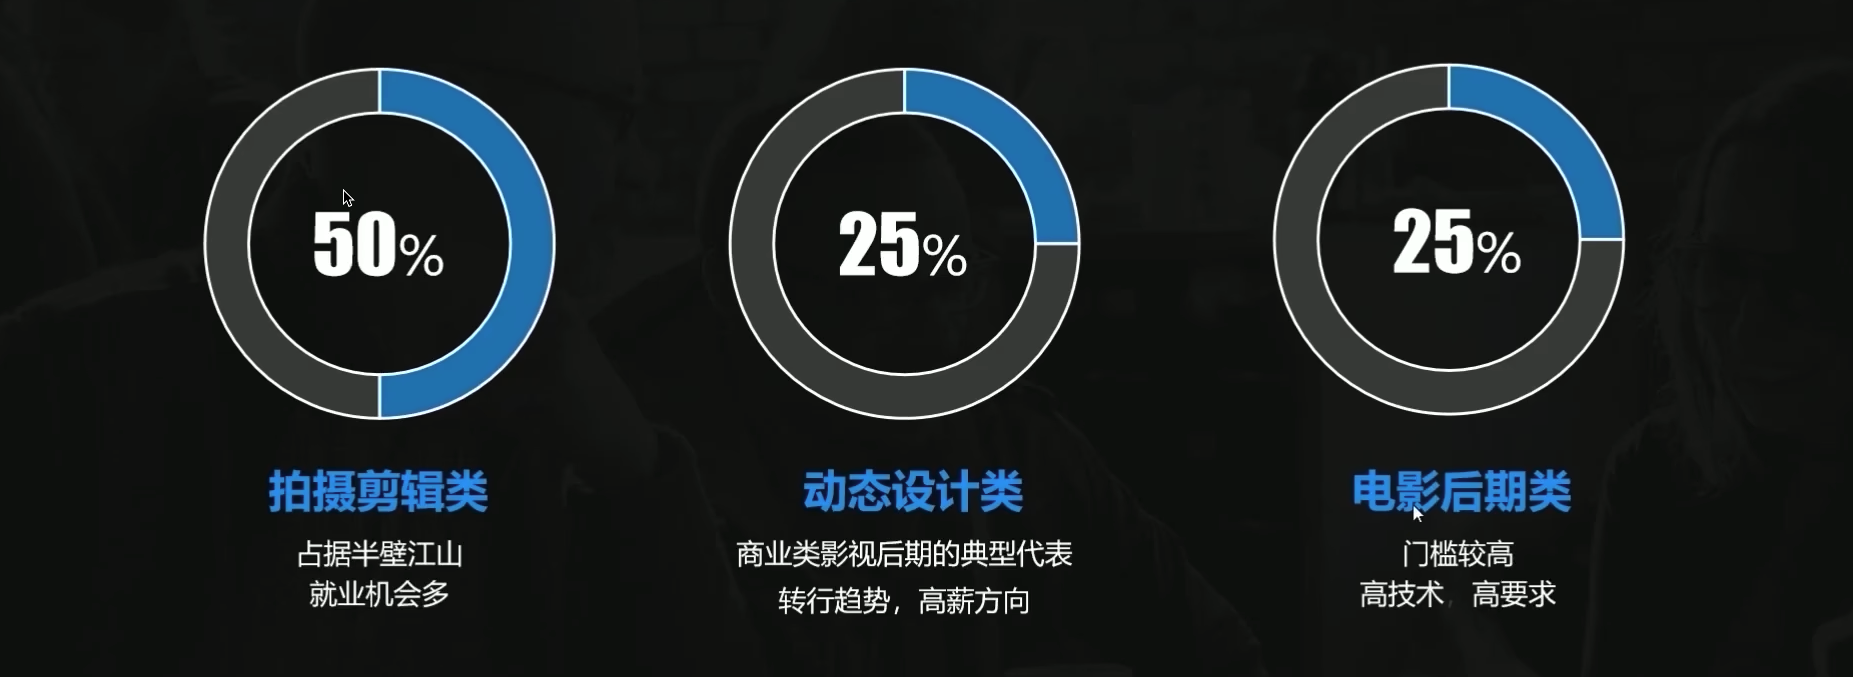 50%
25%
25%
拍摄剪辑类
动态设计类
电影后期类
占据半壁江山
就业机会多
商业类影视后期的典型代表
转行趋势，高薪方向
门槛较高
高技术，高要求